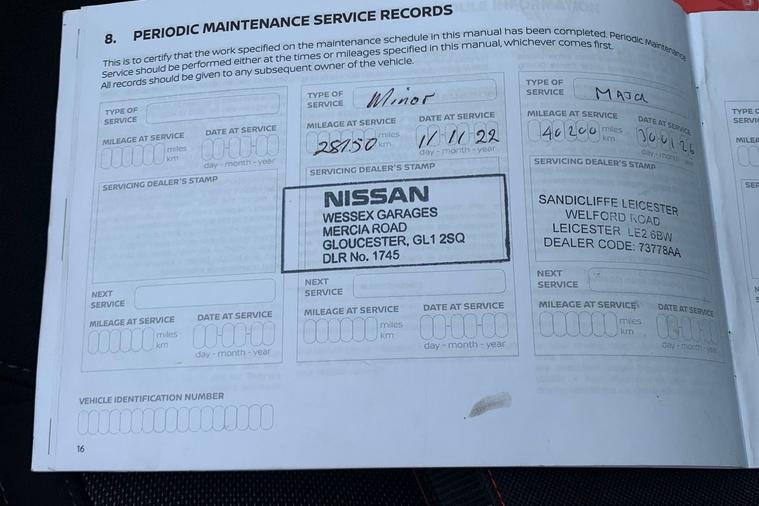 8. PERIODIC MAINTENANCE SERVICE RECORDS
This is to certify that the work specified on the maintenance schedule in this manual has been completed. Periodic Maintenance
Service should be performed either at the times or mileages specified in this manual, whichever comes first.
All records should be given to any subsequent owner of the vehicle.
TYPE OF
SERVICE
MILEAGE AT SERVICE DATE AT SERVICE
miles
km
day - month - year
SERVICING DEALER'S STAMP
NEXT
SERVICE
MILEAGE AT SERVICE DATE AT SERVICE
miles
km
day - month - year
TYPE OF
SERVICE Minor
MILEAGE AT SERVICE DATE AT SERVICE
28150 miles
km
11 11 22
day - month - year
SERVICING DEALER'S STAMP
NISSAN
WESSEX GARAGES
MERCIA ROAD
GLOUCESTER, GL1 2SQ
DLR No. 1745
NEXT
SERVICE
MILEAGE AT SERVICE DATE AT SERVICE
miles
km
day - month - year
TYPE OF
SERVICE
MILEAGE AT SERVICE DATE AT SERVICE
40200 miles
km
day - month
SERVICING DEALER'S STAMP
SANDICLIFFE LEICESTER
WELFORD ROAD
LEICESTER LE2 6BW
DEALER CODE: 73778AA
NEXT
SERVICE
MILEAGE AT SERVICE DATE AT SERVICE
miles
km
day - month - year
VEHICLE IDENTIFICATION NUMBER
16